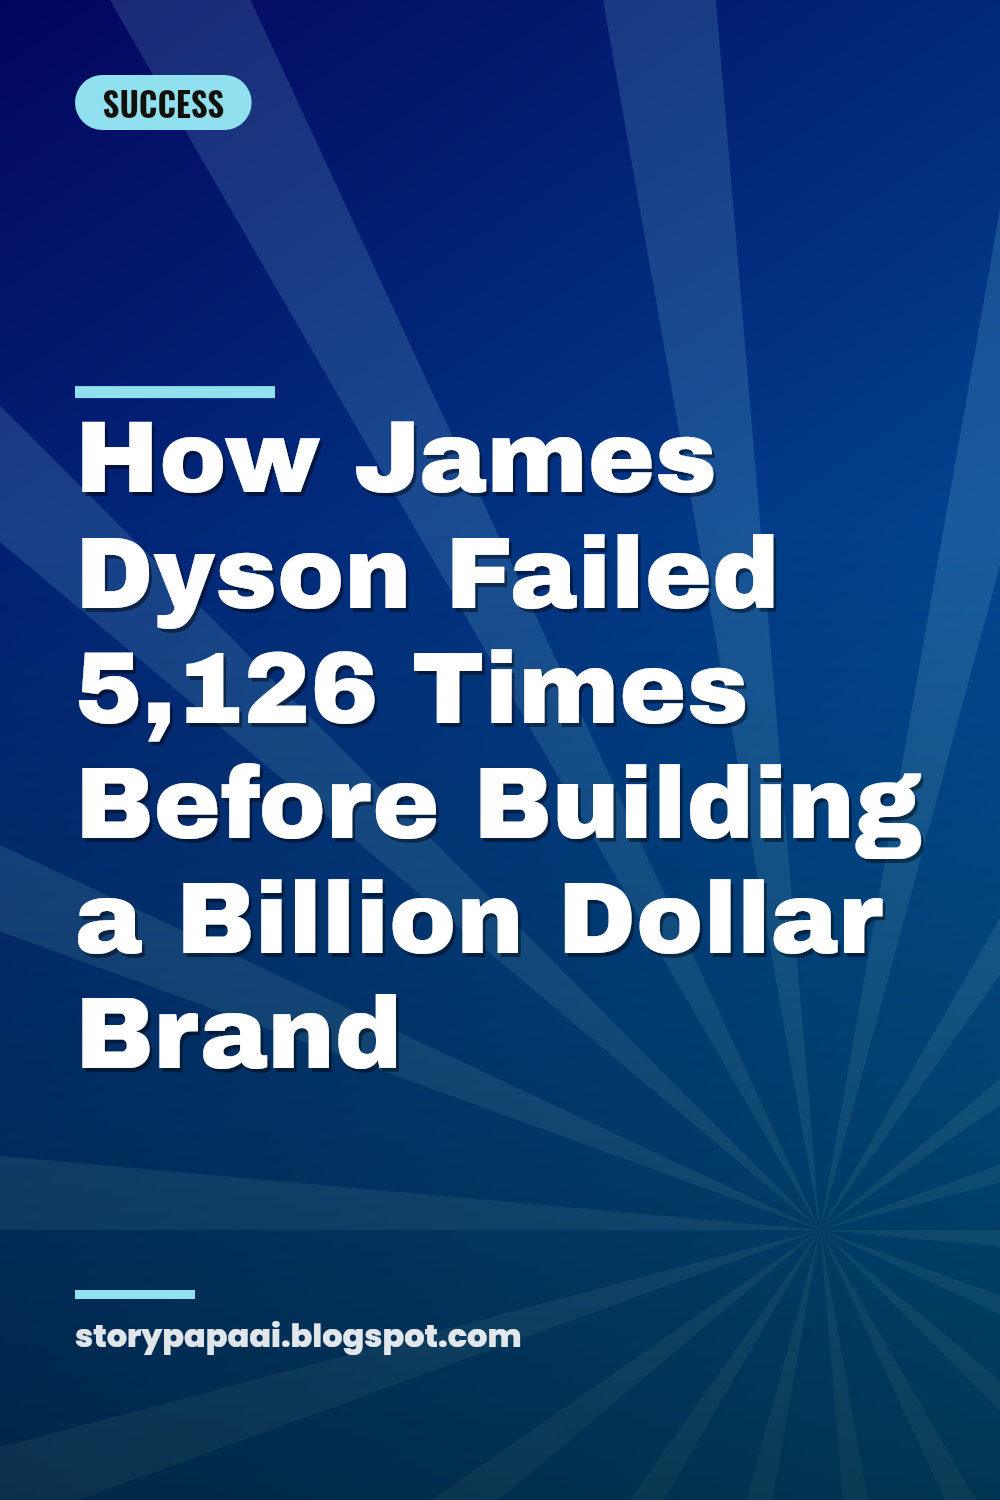 SUCCESS
How James
Dyson Failed
5,126 Times
Before Building
a Billion Dollar
Brand
storypapaai.blogspot.com